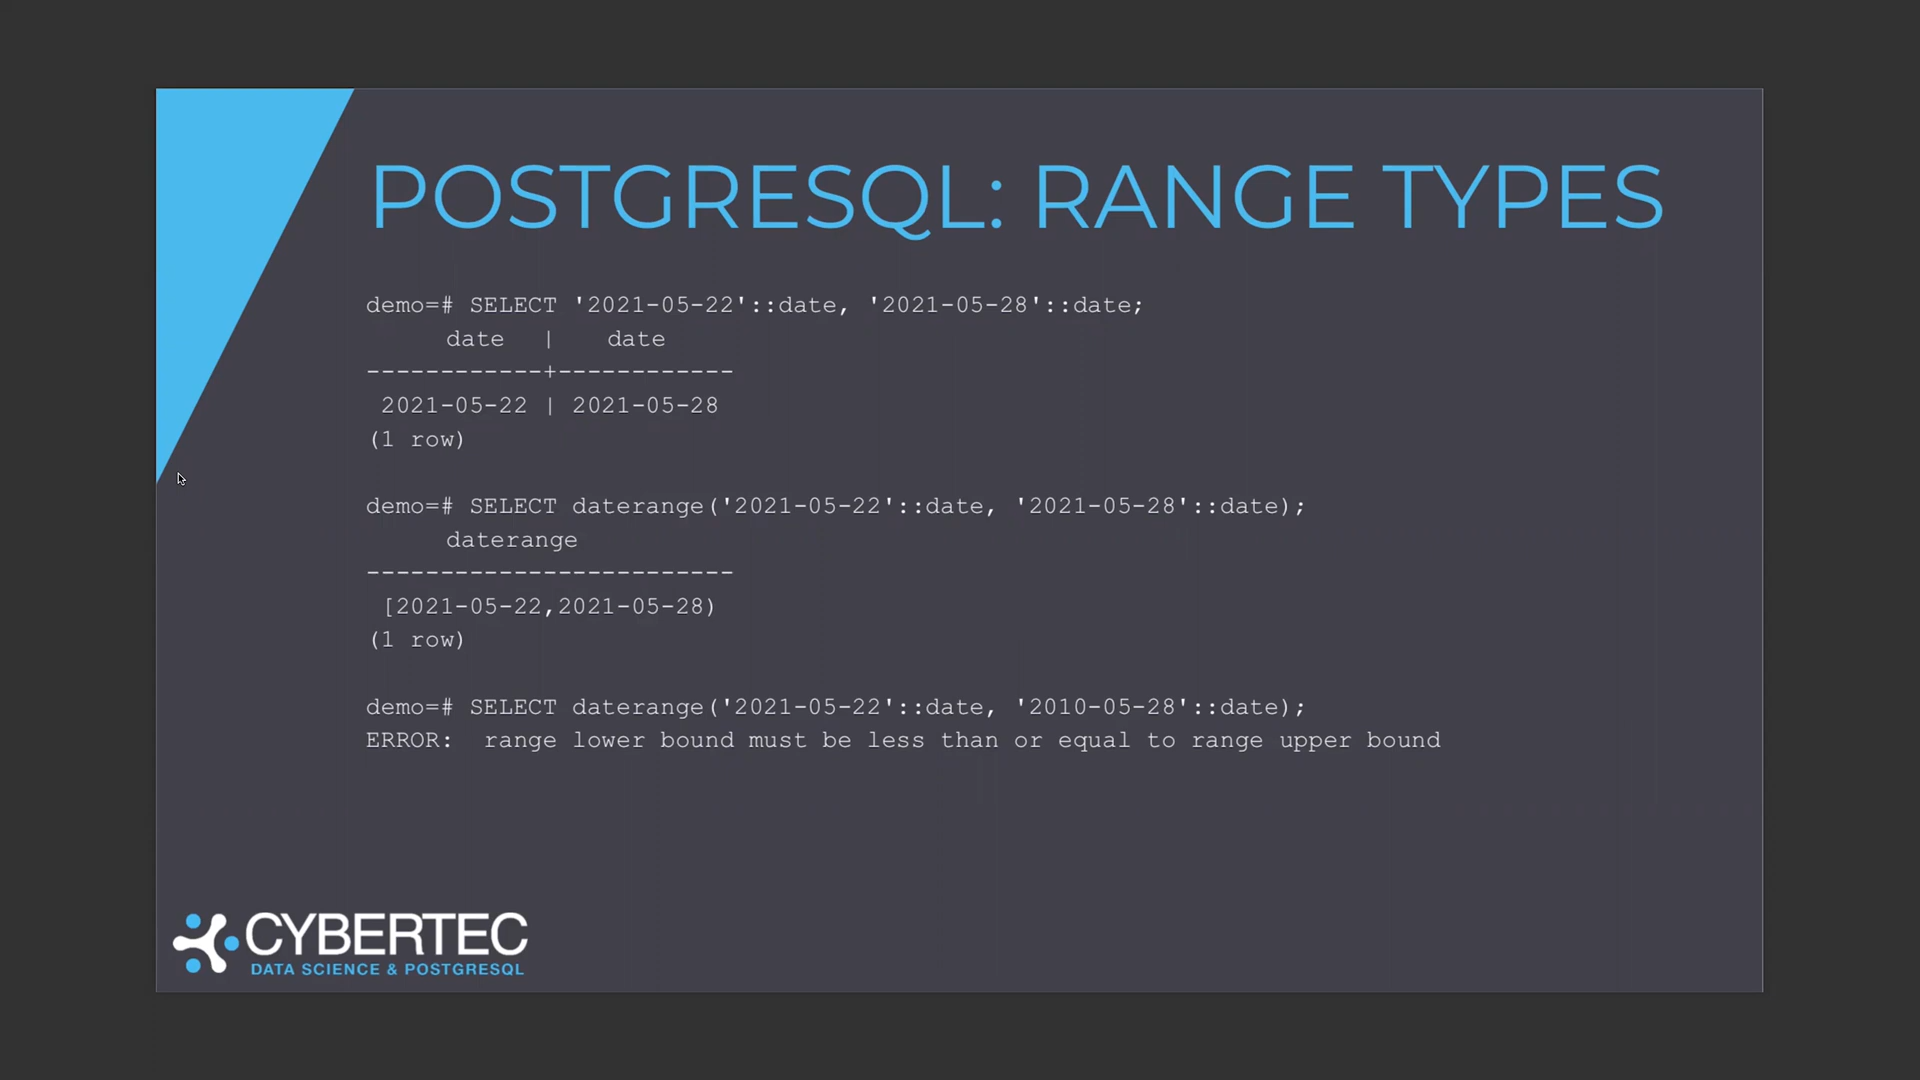 POSTGRESQL: RANGE TYPES
demo=# SELECT '2021-05-22'::date, '2021-05-28'::date;
date | date
------------+------------
2021-05-22 | 2021-05-28
(1 row)
demo=# SELECT daterange('2021-05-22'::date, '2021-05-28'::date);
daterange
-------------------------
[2021-05-22,2021-05-28)
(1 row)
demo=# SELECT daterange('2021-05-22'::date, '2010-05-28'::date);
ERROR:  range lower bound must be less than or equal to range upper bound
CYBERTEC
DATA SCIENCE & POSTGRESQL